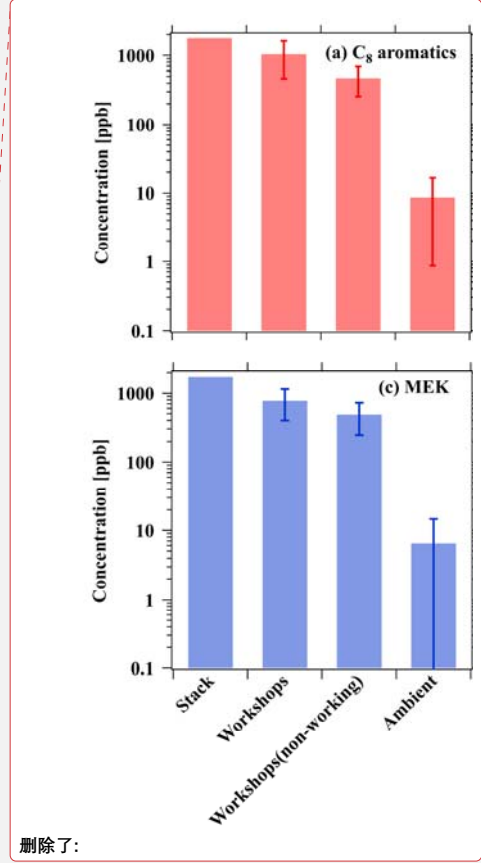 (a) C₈ aromatics
Concentration [ppb]
1000
100
10
1
0.1
(c) MEK
Concentration [ppb]
1000
100
10
1
0.1
Stack
Workshops
Workshops(non-working)
Ambient
删除了: